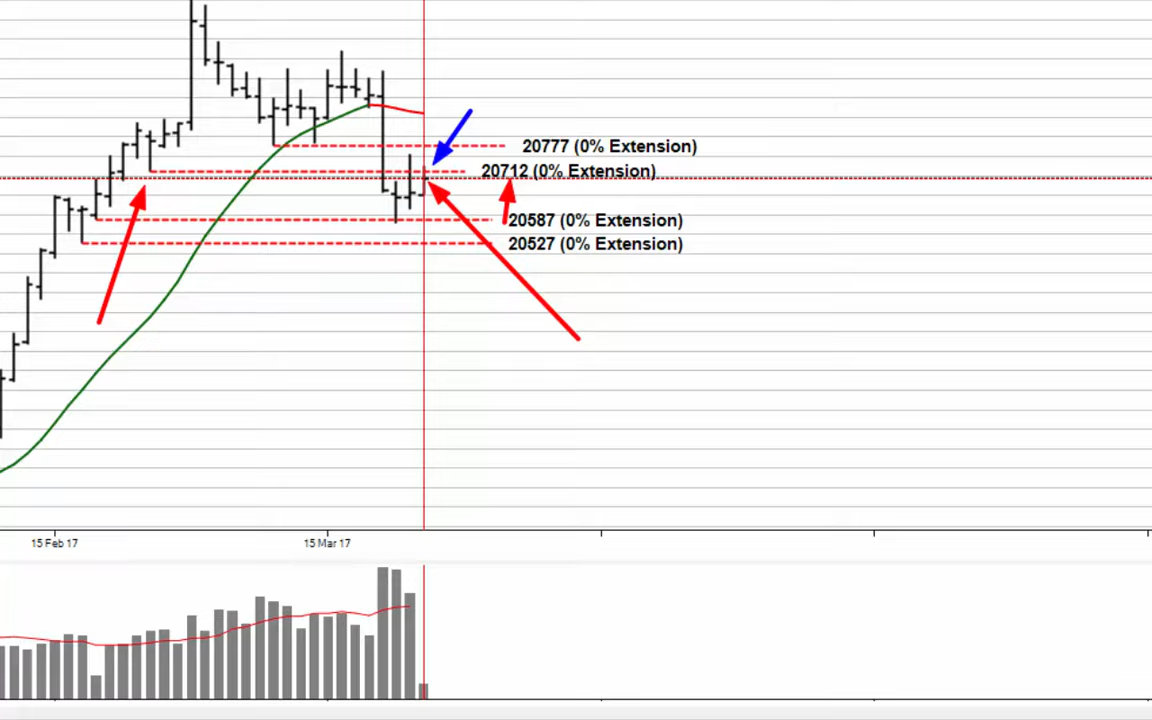 20777 (0% Extension)
20712 (0% Extension)
20587 (0% Extension)
20527 (0% Extension)
15 Feb 17
15 Mar 17